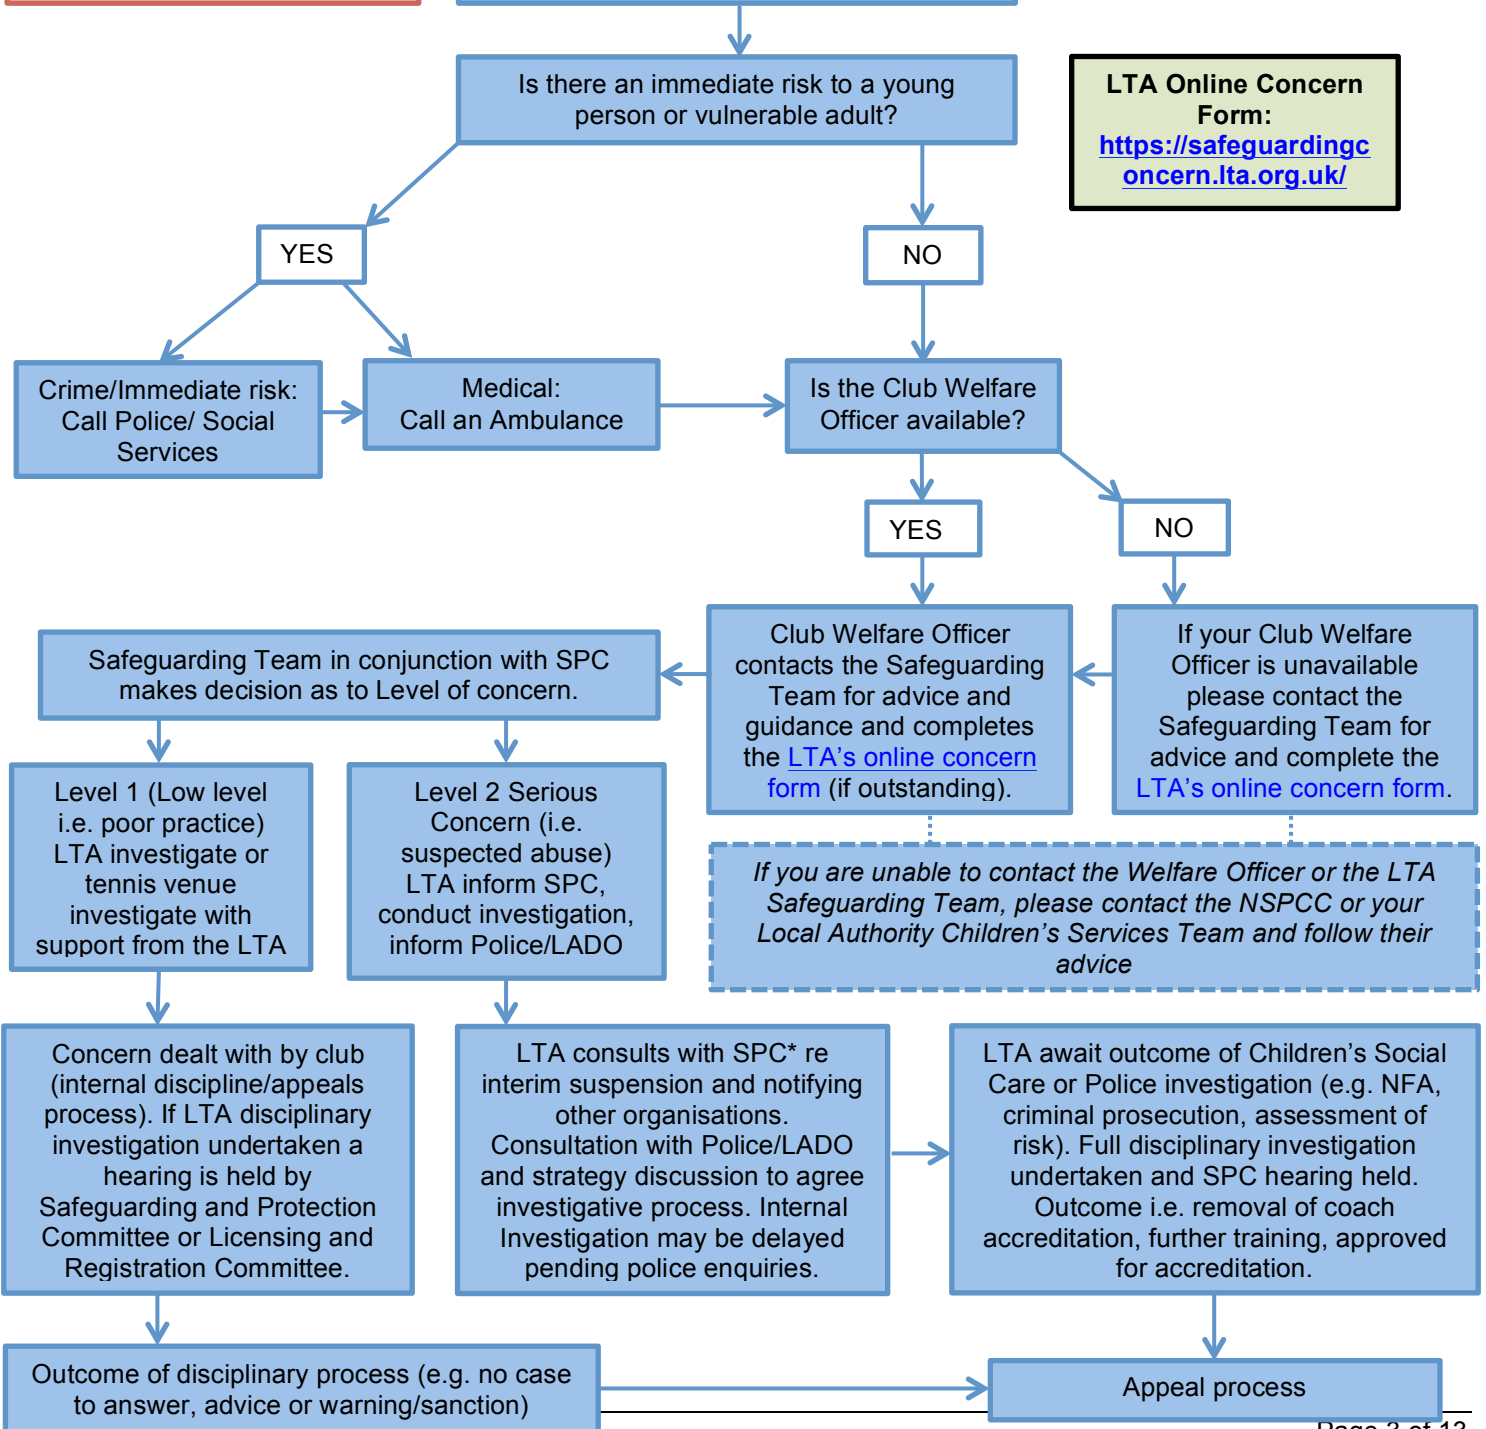 Is there an immediate risk to a young
person or vulnerable adult?
LTA Online Concern
Form:
https://safeguardingc
oncern.lta.org.uk/
YES
NO
Crime/Immediate risk:
Call Police/ Social
Services
Medical:
Call an Ambulance
Is the Club Welfare
Officer available?
YES
NO
Safeguarding Team in conjunction with SPC
makes decision as to Level of concern.
Club Welfare Officer
contacts the Safeguarding
Team for advice and
guidance and completes
the LTA’s online concern
form (if outstanding).
If your Club Welfare
Officer is unavailable
please contact the
Safeguarding Team for
advice and complete the
LTA’s online concern form.
Level 1 (Low level
i.e. poor practice)
LTA investigate or
tennis venue
investigate with
support from the LTA
Level 2 Serious
Concern (i.e.
suspected abuse)
LTA inform SPC,
conduct investigation,
inform Police/LADO
If you are unable to contact the Welfare Officer or the LTA
Safeguarding Team, please contact the NSPCC or your
Local Authority Children’s Services Team and follow their
advice
Concern dealt with by club
(internal discipline/appeals
process). If LTA disciplinary
investigation undertaken a
hearing is held by
Safeguarding and Protection
Committee or Licensing and
Registration Committee.
LTA consults with SPC* re
interim suspension and notifying
other organisations.
Consultation with Police/LADO
and strategy discussion to agree
investigative process. Internal
Investigation may be delayed
pending police enquiries.
LTA await outcome of Children’s Social
Care or Police investigation (e.g. NFA,
criminal prosecution, assessment of
risk). Full disciplinary investigation
undertaken and SPC hearing held.
Outcome i.e. removal of coach
accreditation, further training, approved
for accreditation.
Outcome of disciplinary process (e.g. no case
to answer, advice or warning/sanction)
Appeal process
Page 3 of 13